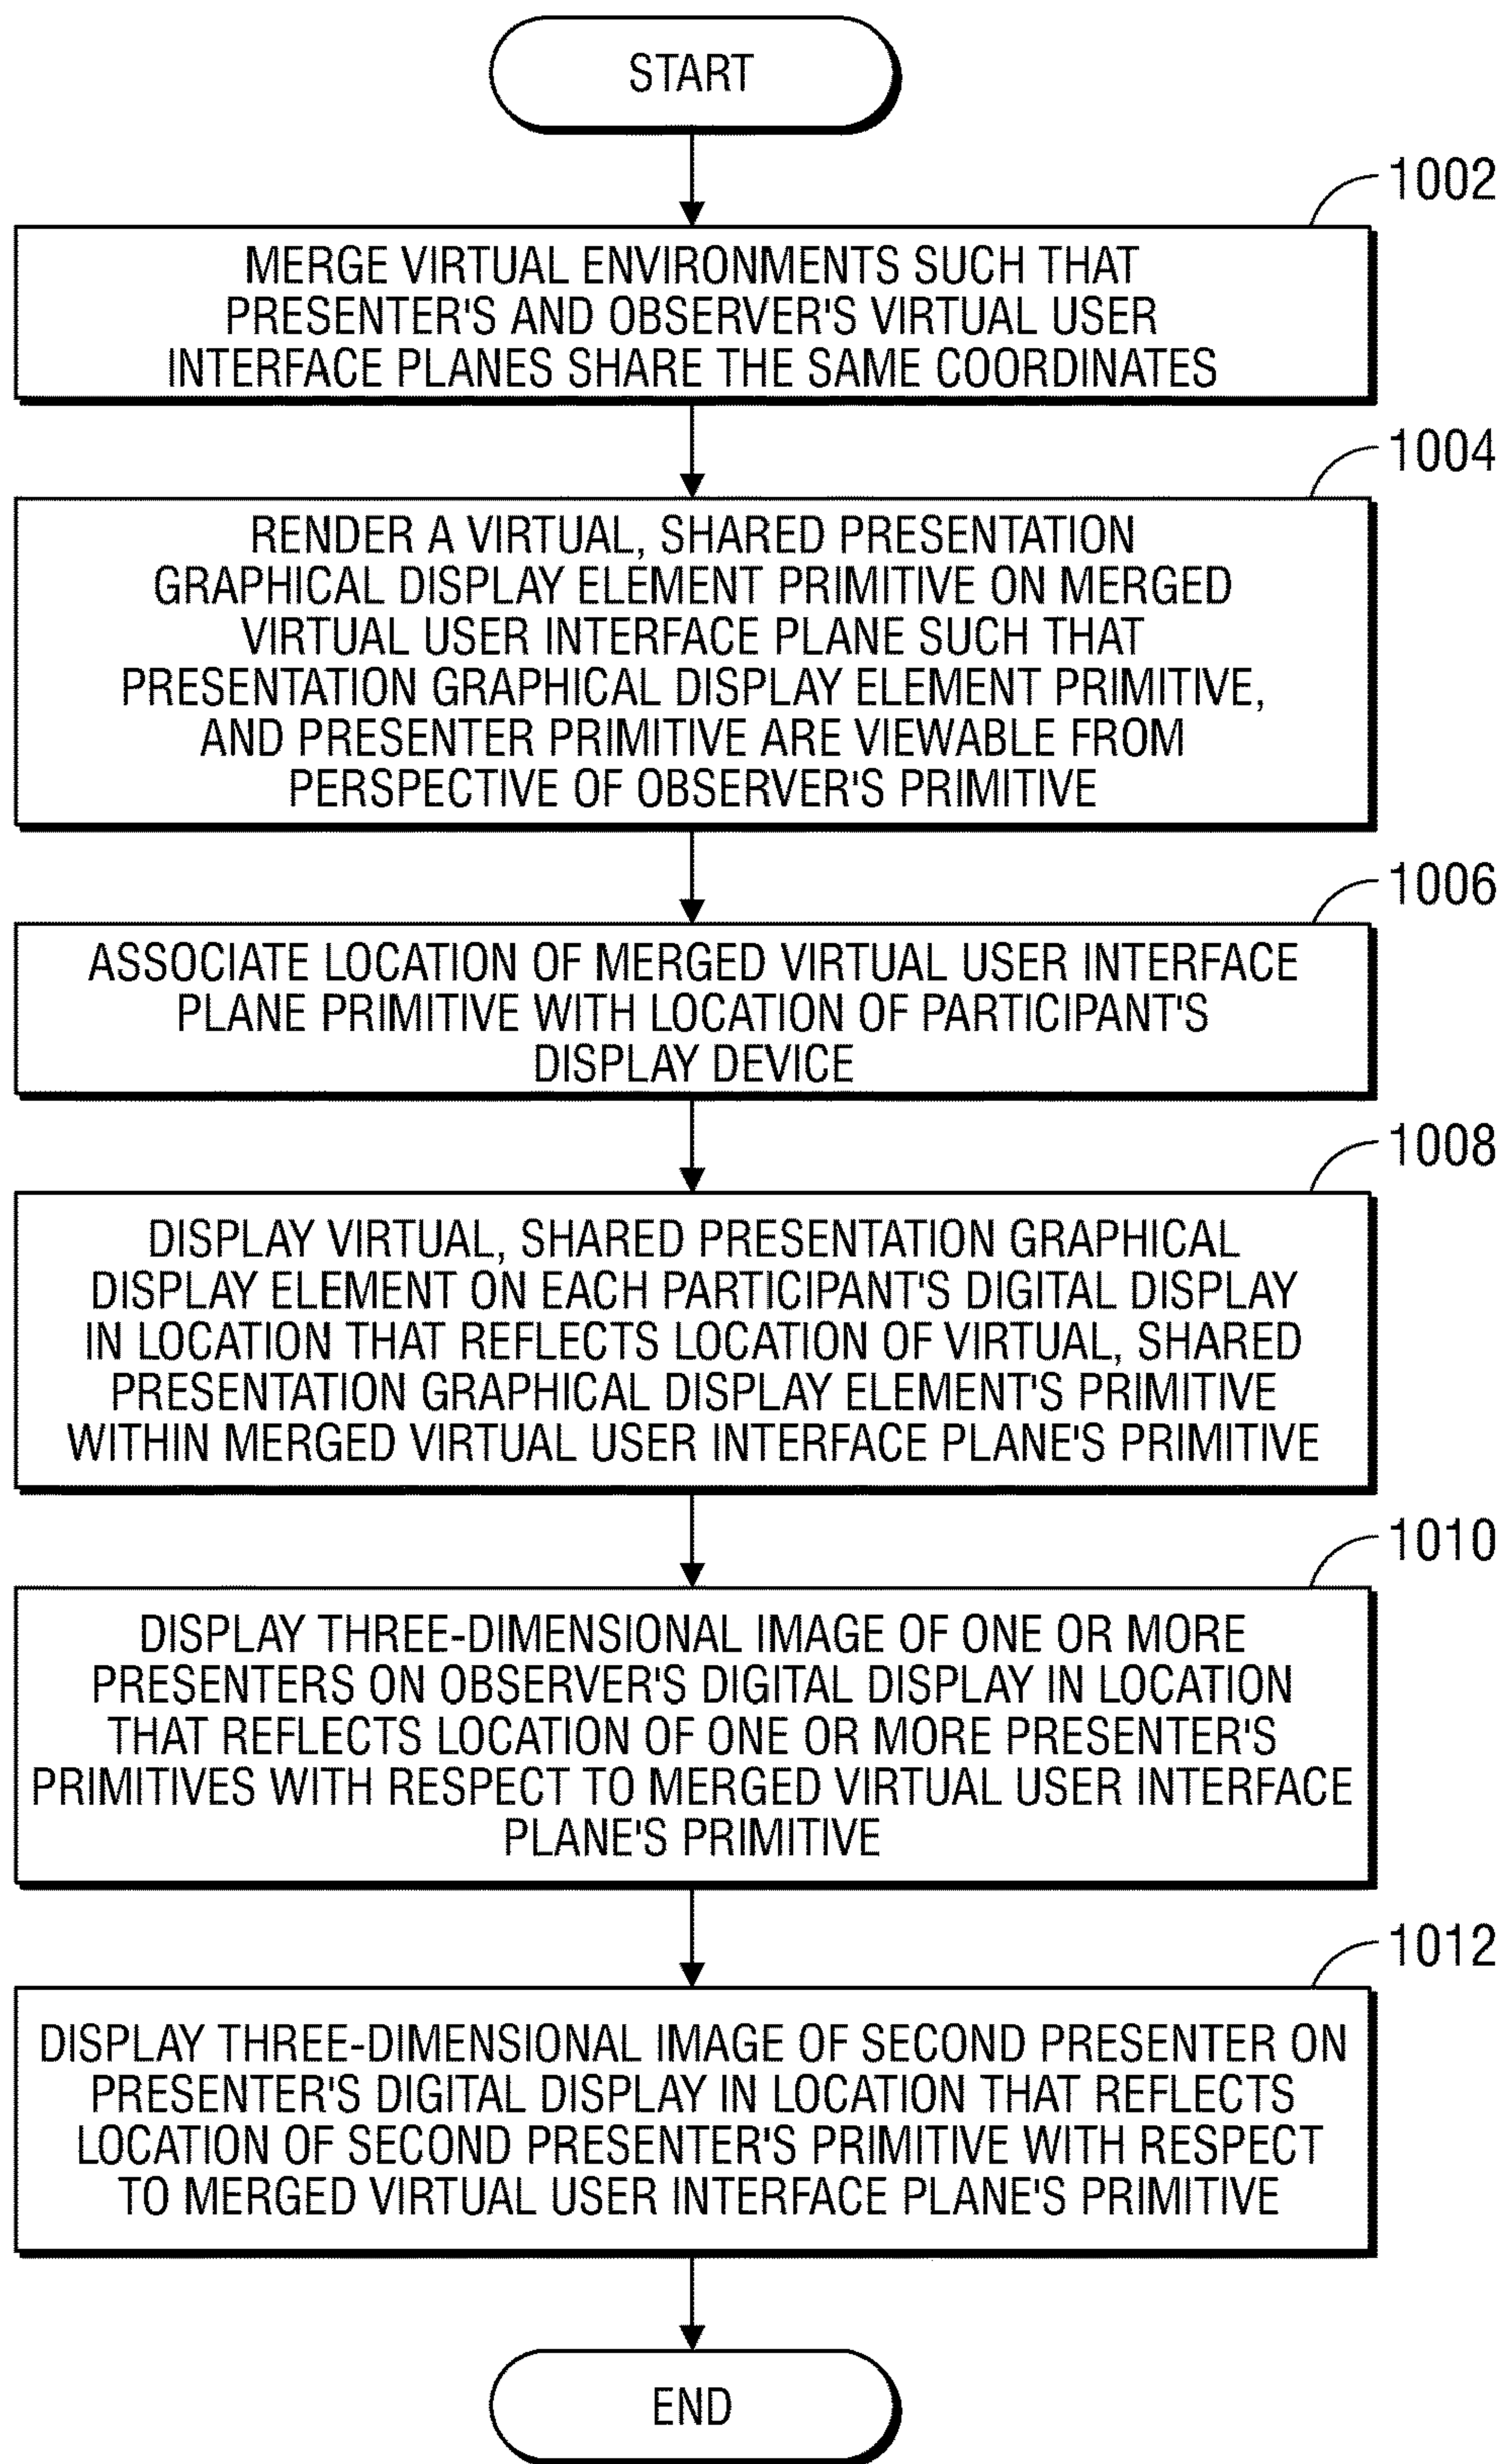 START
1002
MERGE VIRTUAL ENVIRONMENTS SUCH THAT
PRESENTER'S AND OBSERVER'S VIRTUAL USER
INTERFACE PLANES SHARE THE SAME COORDINATES
1004
RENDER A VIRTUAL, SHARED PRESENTATION
GRAPHICAL DISPLAY ELEMENT PRIMITIVE ON MERGED
VIRTUAL USER INTERFACE PLANE SUCH THAT
PRESENTATION GRAPHICAL DISPLAY ELEMENT PRIMITIVE,
AND PRESENTER PRIMITIVE ARE VIEWABLE FROM
PERSPECTIVE OF OBSERVER'S PRIMITIVE
1006
ASSOCIATE LOCATION OF MERGED VIRTUAL USER INTERFACE
PLANE PRIMITIVE WITH LOCATION OF PARTICIPANT'S
DISPLAY DEVICE
1008
DISPLAY VIRTUAL, SHARED PRESENTATION GRAPHICAL
DISPLAY ELEMENT ON EACH PARTICIPANT'S DIGITAL DISPLAY
IN LOCATION THAT REFLECTS LOCATION OF VIRTUAL, SHARED
PRESENTATION GRAPHICAL DISPLAY ELEMENT'S PRIMITIVE
WITHIN MERGED VIRTUAL USER INTERFACE PLANE'S PRIMITIVE
1010
DISPLAY THREE-DIMENSIONAL IMAGE OF ONE OR MORE
PRESENTERS ON OBSERVER'S DIGITAL DISPLAY IN LOCATION
THAT REFLECTS LOCATION OF ONE OR MORE PRESENTER'S
PRIMITIVES WITH RESPECT TO MERGED VIRTUAL USER INTERFACE
PLANE'S PRIMITIVE
1012
DISPLAY THREE-DIMENSIONAL IMAGE OF SECOND PRESENTER ON
PRESENTER'S DIGITAL DISPLAY IN LOCATION THAT REFLECTS
LOCATION OF SECOND PRESENTER'S PRIMITIVE WITH RESPECT
TO MERGED VIRTUAL USER INTERFACE PLANE'S PRIMITIVE
END